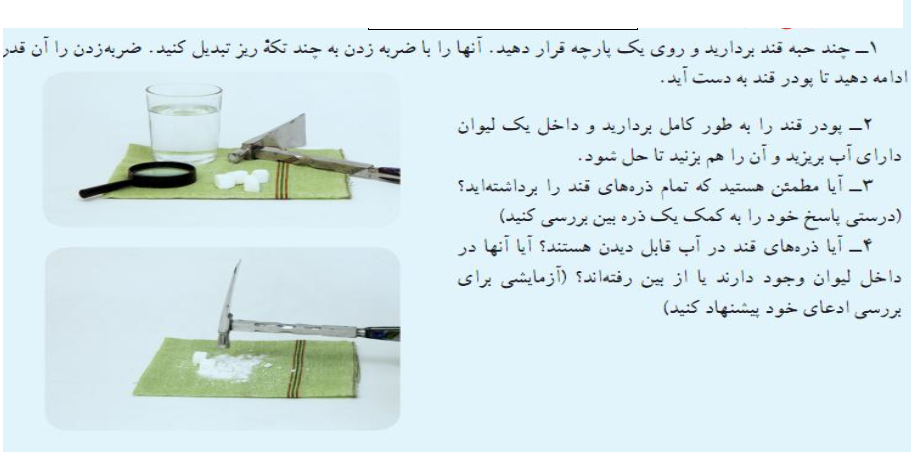 ۱ــ چند حبه قند بردارید و روی یک پارچه قرار دهید. آنها را با ضربه زدن به چند تکهٔ ریز تبدیل کنید. ضربه‌زدن را آن قدر
ادامه دهید تا پودر قند به دست آید.
۲ــ پودر قند را به طور کامل بردارید و داخل یک لیوان
دارای آب بریزید و آن را هم بزنید تا حل شود.
۳ــ آیا مطمئن هستید که تمام ذره‌های قند را برداشته‌اید؟
(درستی پاسخ خود را به کمک یک ذره بین بررسی کنید)
۴ــ آیا ذره‌های قند در آب قابل دیدن هستند؟ آیا آنها در
داخل لیوان وجود دارند یا از بین رفته‌اند؟ (آزمایشی برای
بررسی ادعای خود پیشنهاد کنید)